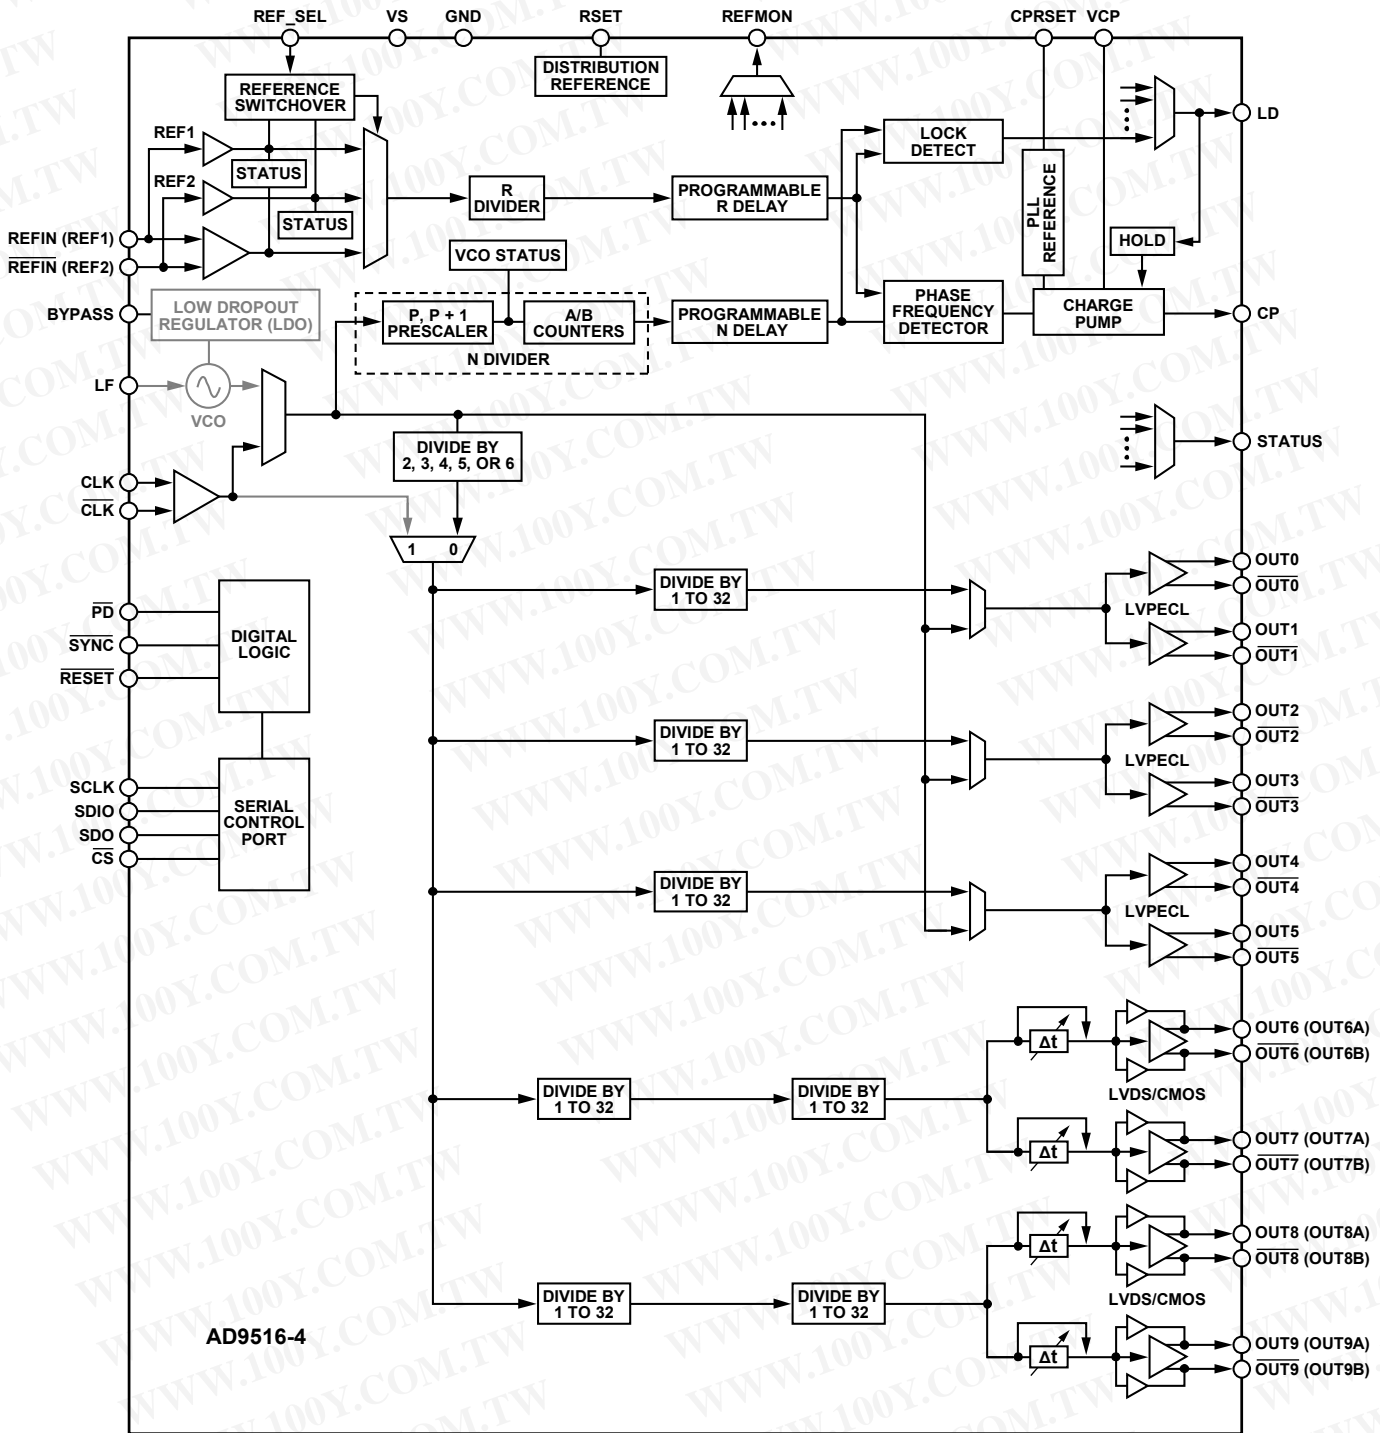 REF_SEL
VS
GND
RSET
REFMON
CPRSET
VCP
DISTRIBUTION
REFERENCE
REFERENCE
SWITCHOVER
REF1
STATUS
REF2
STATUS
R
DIVIDER
PROGRAMMABLE
R DELAY
LOCK
DETECT
LD
PLL
REFERENCE
HOLD
REFIN (REF1)
REFIN (REF2)
BYPASS
LOW DROPOUT
REGULATOR (LDO)
VCO STATUS
P, P + 1
PRESCALER
A/B
COUNTERS
N DIVIDER
PROGRAMMABLE
N DELAY
PHASE
FREQUENCY
DETECTOR
CHARGE
PUMP
CP
LF
VCO
DIVIDE BY
2, 3, 4, 5, OR 6
STATUS
CLK
CLK
1 0
PD
SYNC
RESET
DIGITAL
LOGIC
SCLK
SDIO
SDO
CS
SERIAL
CONTROL
PORT
DIVIDE BY
1 TO 32
LVPECL
OUT0
OUT0
OUT1
OUT1
DIVIDE BY
1 TO 32
LVPECL
OUT2
OUT2
OUT3
OUT3
DIVIDE BY
1 TO 32
LVPECL
OUT4
OUT4
OUT5
OUT5
DIVIDE BY
1 TO 32
DIVIDE BY
1 TO 32
Δt
Δt
LVDS/CMOS
OUT6 (OUT6A)
OUT6 (OUT6B)
OUT7 (OUT7A)
OUT7 (OUT7B)
DIVIDE BY
1 TO 32
DIVIDE BY
1 TO 32
Δt
Δt
LVDS/CMOS
OUT8 (OUT8A)
OUT8 (OUT8B)
OUT9 (OUT9A)
OUT9 (OUT9B)
AD9516-4
WWW.100Y.COM.TW